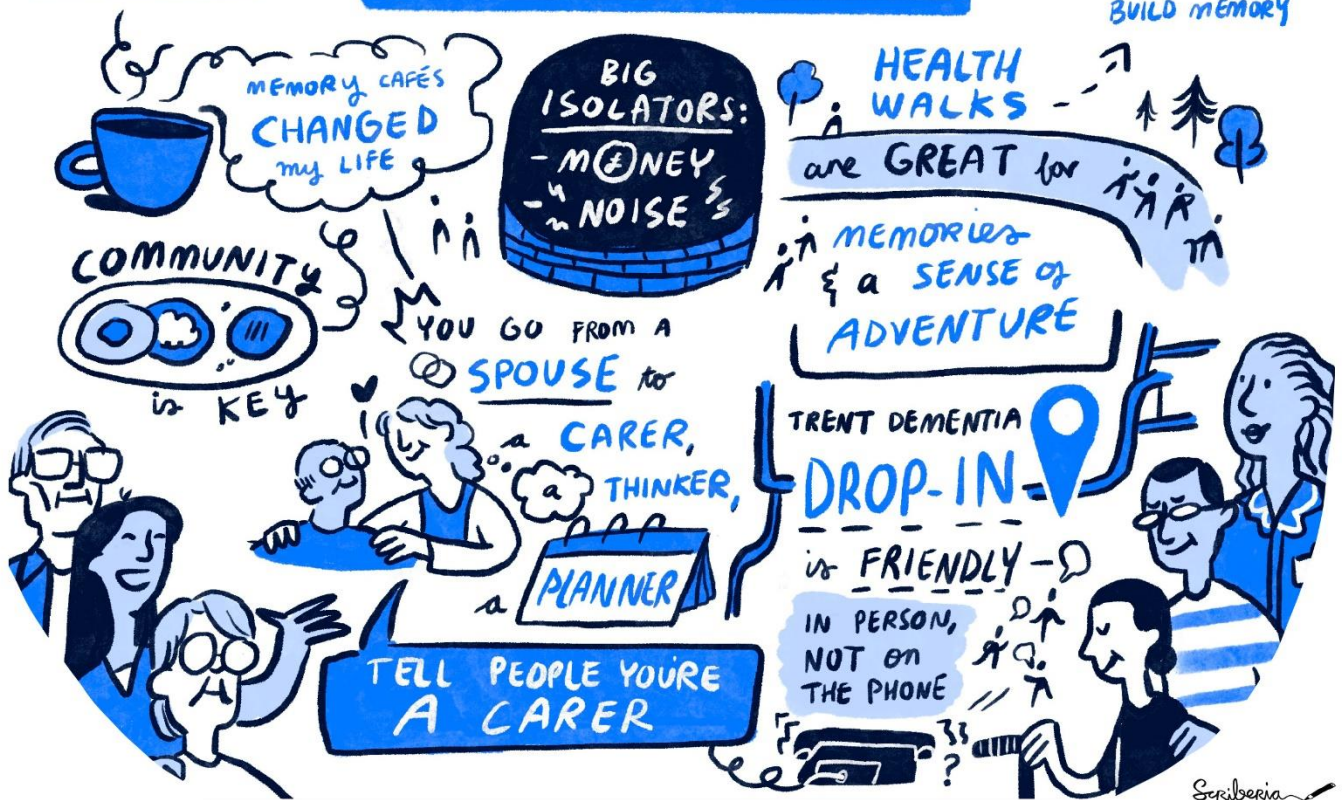 BUILD MEMORY
MEMORY CAFÉS
CHANGED
my LIFE
BIG
ISOLATORS:
- M£NEY
- NOISE
HEALTH
WALKS
are GREAT for
MEMORIES
& a SENSE of
ADVENTURE
COMMUNITY
is KEY
YOU GO FROM A
SPOUSE to
a CARER,
a THINKER,
a PLANNER
TELL PEOPLE YOU'RE
A CARER
TRENT DEMENTIA
DROP-IN
is FRIENDLY -
IN PERSON,
NOT on
THE PHONE
?
Scriberia